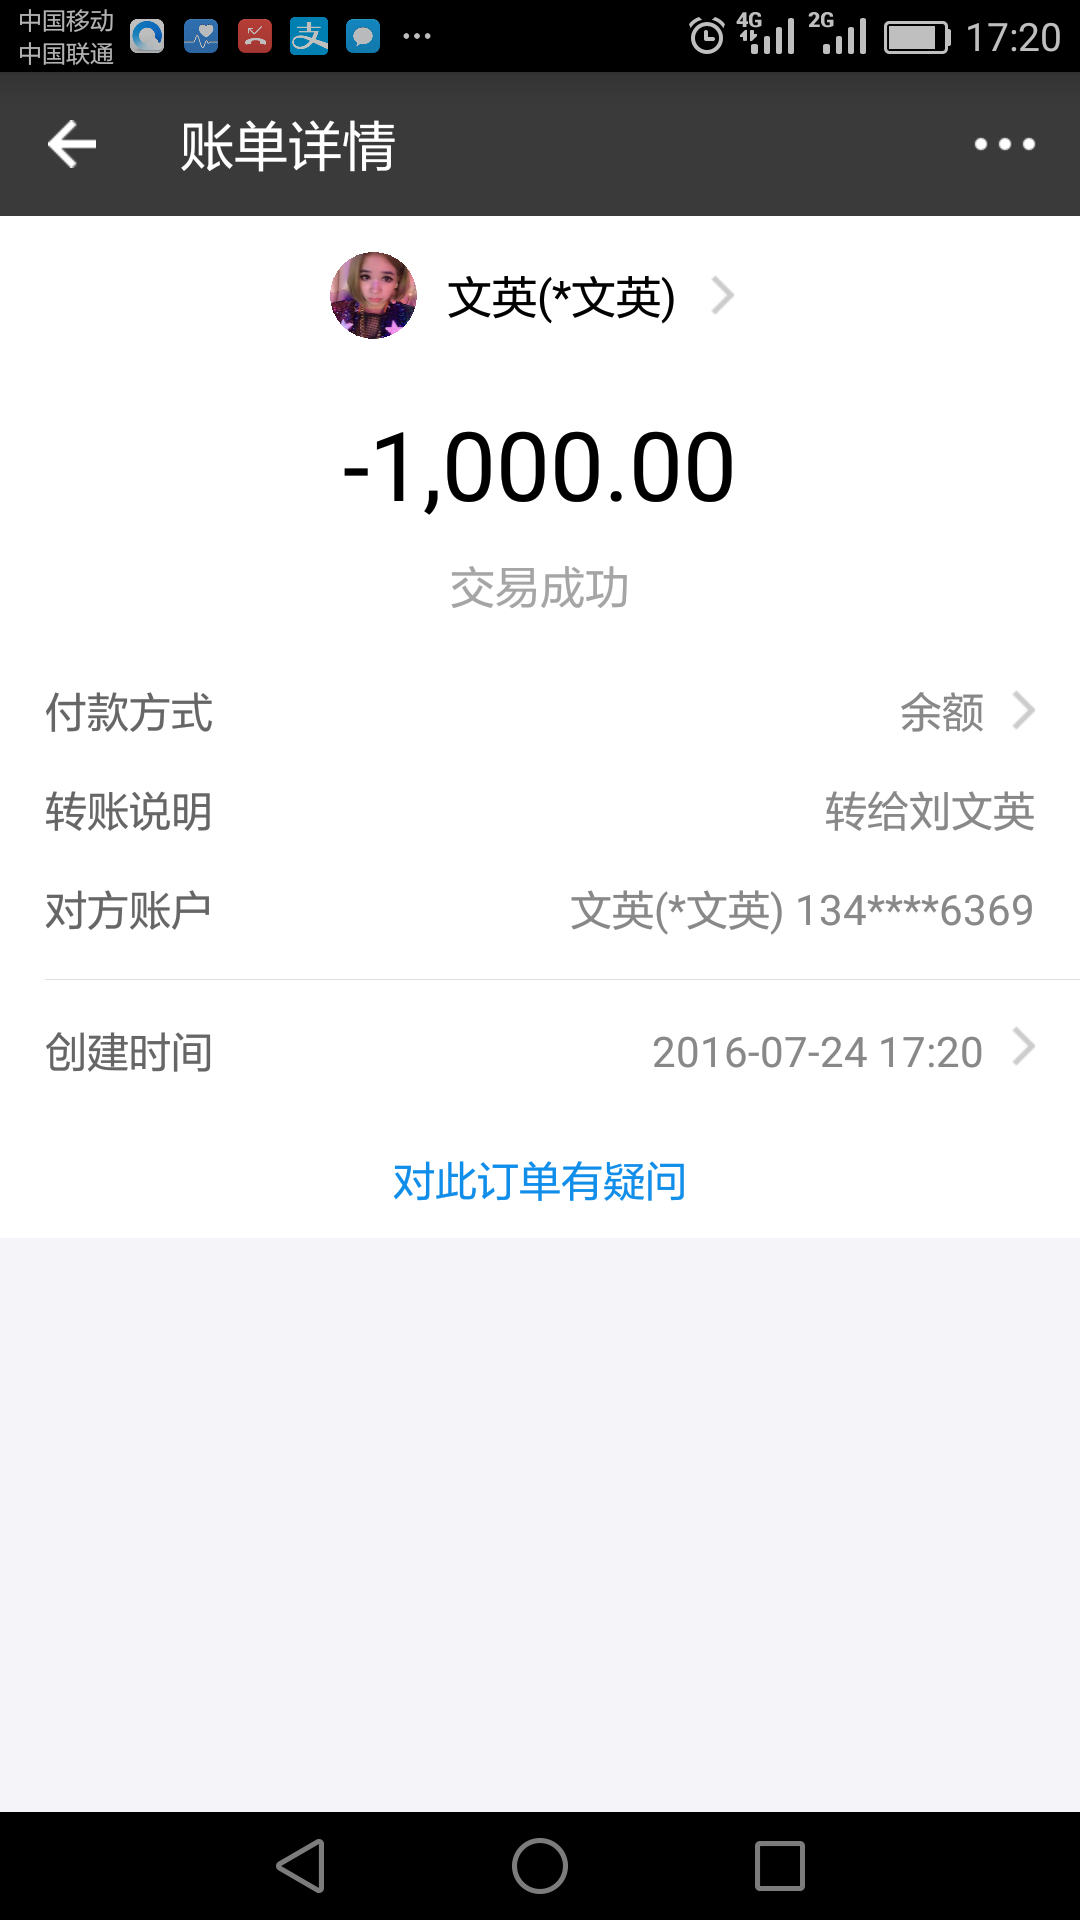 中国移动
中国联通
4G 2G 17:20
账单详情
文英(*文英)
-1,000.00
交易成功
付款方式 余额
转账说明 转给刘文英
对方账户 文英(*文英) 134****6369
创建时间 2016-07-24 17:20
对此订单有疑问